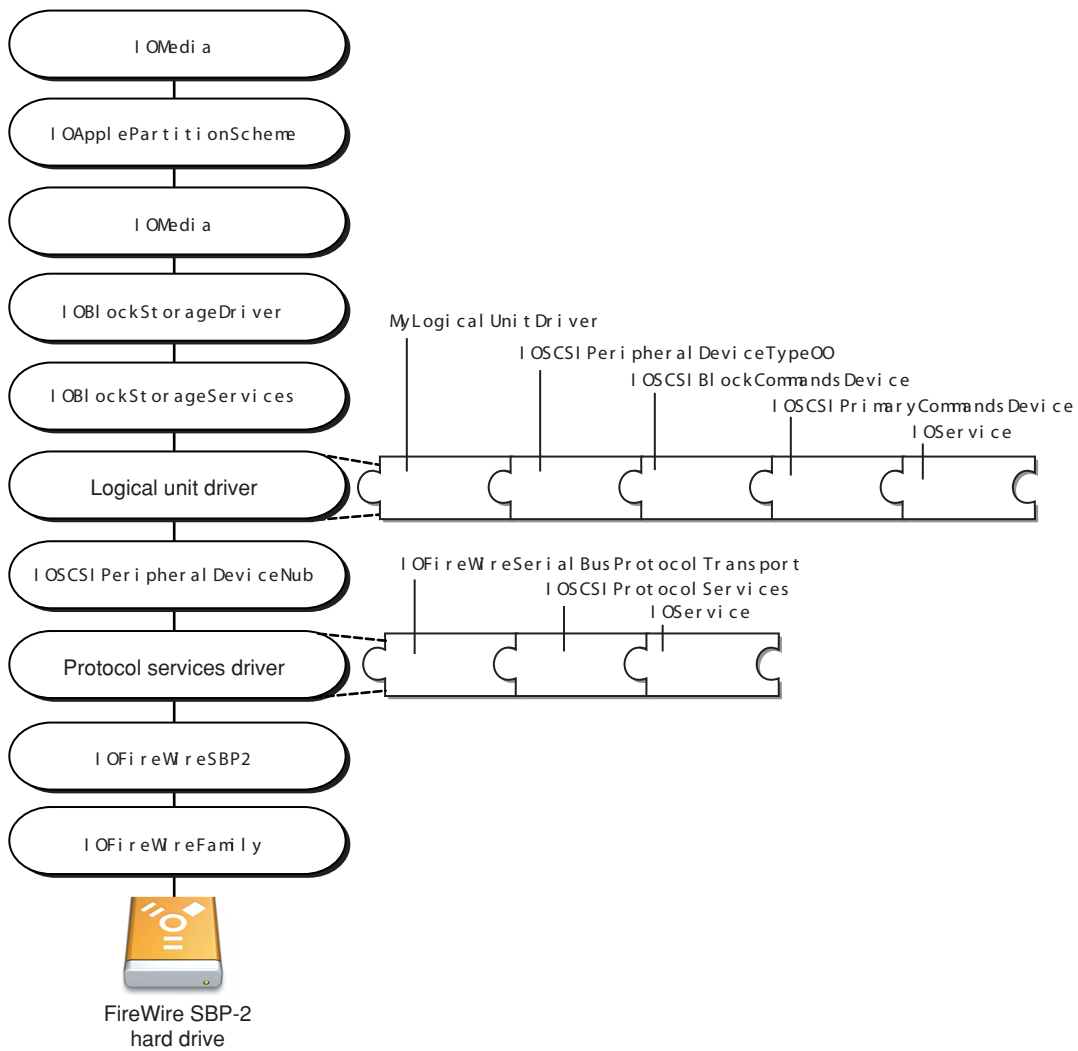 IOMedia
IOApplePartitionScheme
IOMedia
IOBlockStorageDriver
IOBlockStorageServices
MyLogicalUnitDriver
IOSCSIPeripheralDeviceTypeOO
IOSCSIBlockCommandsDevice
IOSCSIPrimaryCommandsDevice
IOService
Logical unit driver
IOSCSIPeripheralDeviceNub
IOFireWireSerialBusProtocolTransport
IOSCSIProtocolServices
IOService
Protocol services driver
IOFireWireSBP2
IOFireWireFamily
FireWire SBP-2
hard drive